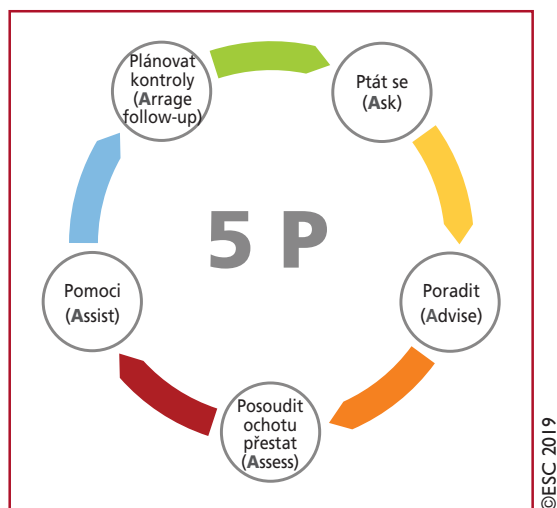 Plánovat
kontroly
(Arrage
follow-up)
Ptát se
(Ask)
5 P
Pomoci
(Assist)
Poradit
(Advise)
Posoudit
ochotu
přestat
(Assess)
©ESC 2019